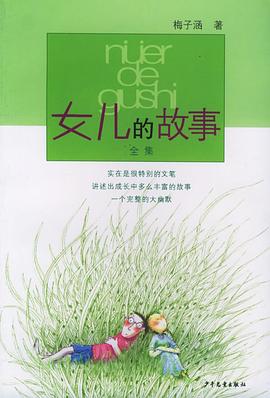 梅子涵 著
nüer
de
gushi
女儿的故事
全集
实在是很特别的文笔
讲述出成长中多么丰富的故事
一个完整的大幽默
少年儿童出版社